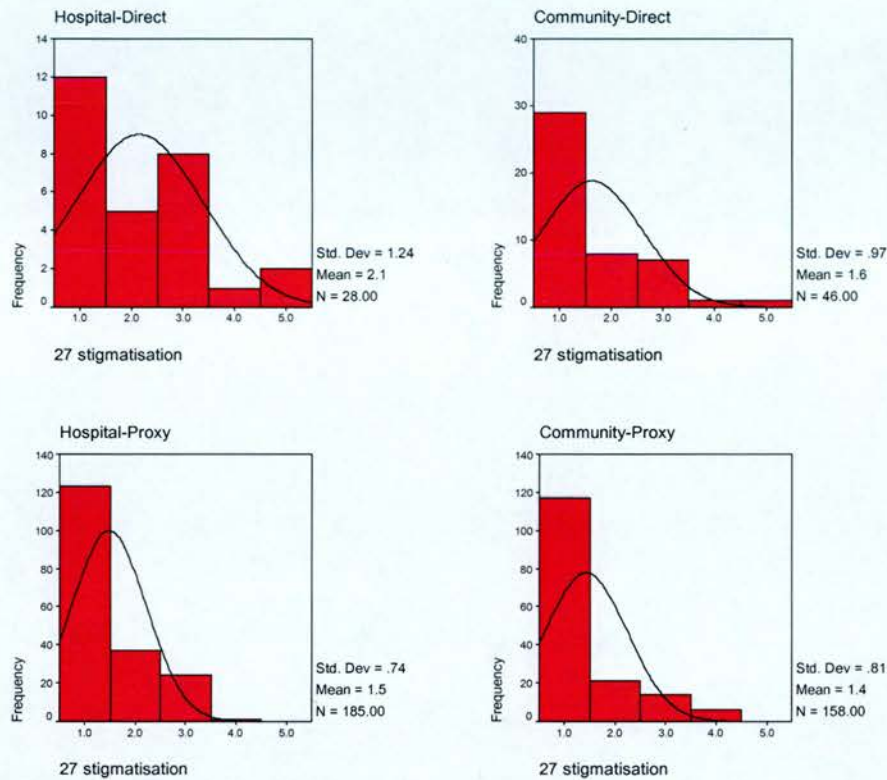 Hospital-Direct
14
12
10
8
6
4
2
0
Frequency
1.0 2.0 3.0 4.0 5.0
Std. Dev = 1.24
Mean = 2.1
N = 28.00
27 stigmatisation
Community-Direct
40
30
20
10
0
Frequency
1.0 2.0 3.0 4.0 5.0
Std. Dev = .97
Mean = 1.6
N = 46.00
27 stigmatisation
Hospital-Proxy
140
120
100
80
60
40
20
0
Frequency
1.0 2.0 3.0 4.0 5.0
Std. Dev = .74
Mean = 1.5
N = 185.00
27 stigmatisation
Community-Proxy
140
120
100
80
60
40
20
0
Frequency
1.0 2.0 3.0 4.0 5.0
Std. Dev = .81
Mean = 1.4
N = 158.00
27 stigmatisation